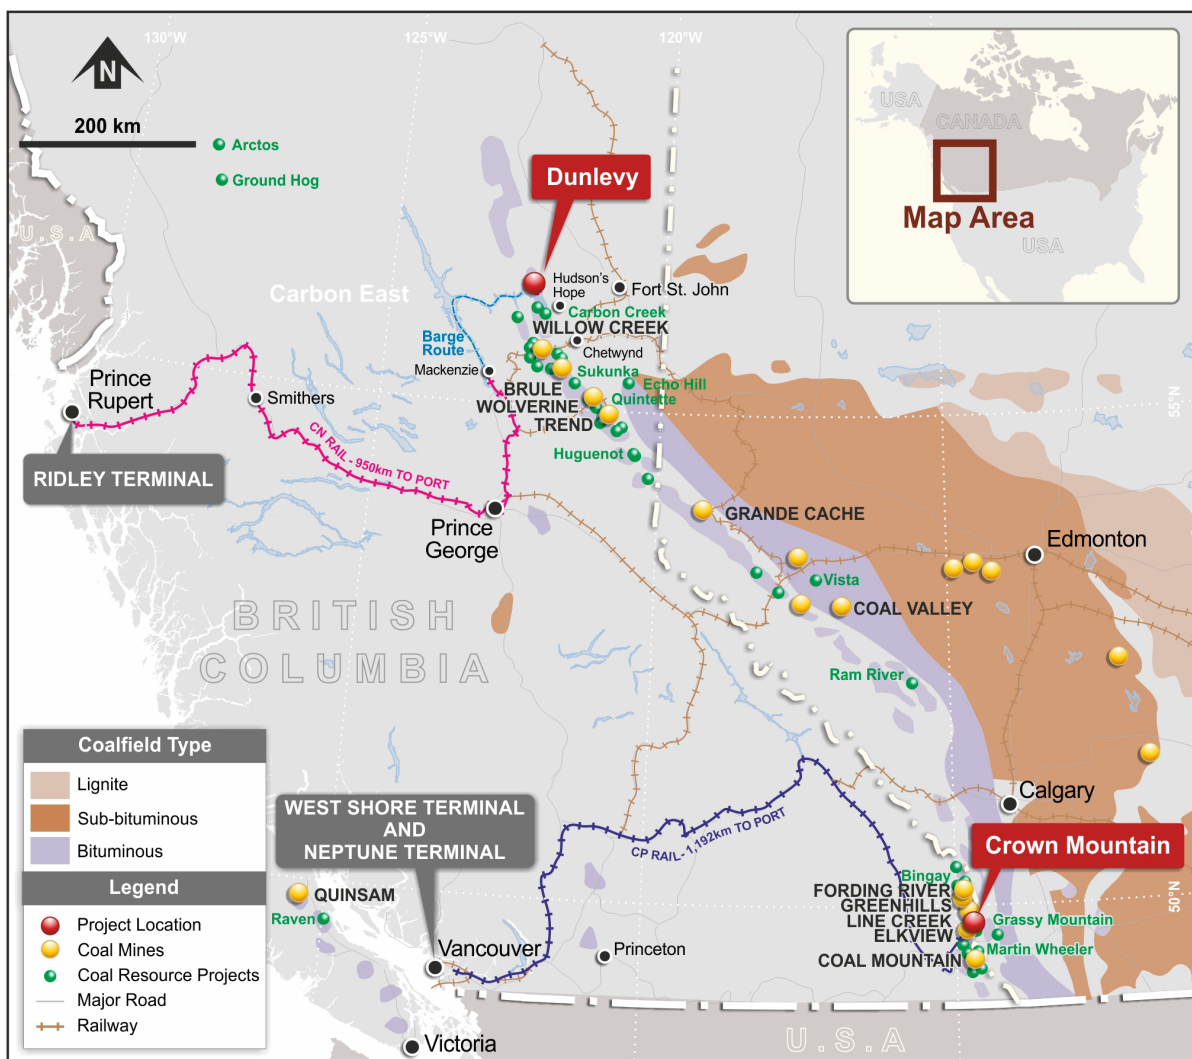 130°W
125°W
120°W
N
200 km
Arctos
Ground Hog
U.S.A
Dunlevy
USA
CANADA
USA
Map Area
Carbon East
Hudson's
Hope
Fort St. John
Carbon Creek
WILLOW CREEK
Chetwynd
Barge
Route
Mackenzie
Sukunka
Echo Hill
BRULE
Quintette
WOLVERINE
TREND
Huguenot
55°N
Prince
Rupert
Smithers
CN RAIL - 950km TO PORT
RIDLEY TERMINAL
Prince
George
GRANDE CACHE
Edmonton
Vista
COAL VALLEY
BRITISH
COLUMBIA
Ram River
Coalfield Type
Lignite
Sub-bituminous
Bituminous
Legend
Project Location
Coal Mines
Coal Resource Projects
Major Road
Railway
WEST SHORE TERMINAL
AND
NEPTUNE TERMINAL
CP RAIL - 1,192km TO PORT
Calgary
Crown Mountain
Bingay
FORDING RIVER
GREENHILLS
LINE CREEK
ELKVIEW
COAL MOUNTAIN
Grassy Mountain
Martin Wheeler
50°N
QUINSAM
Raven
Vancouver
Princeton
Victoria
U.S.A